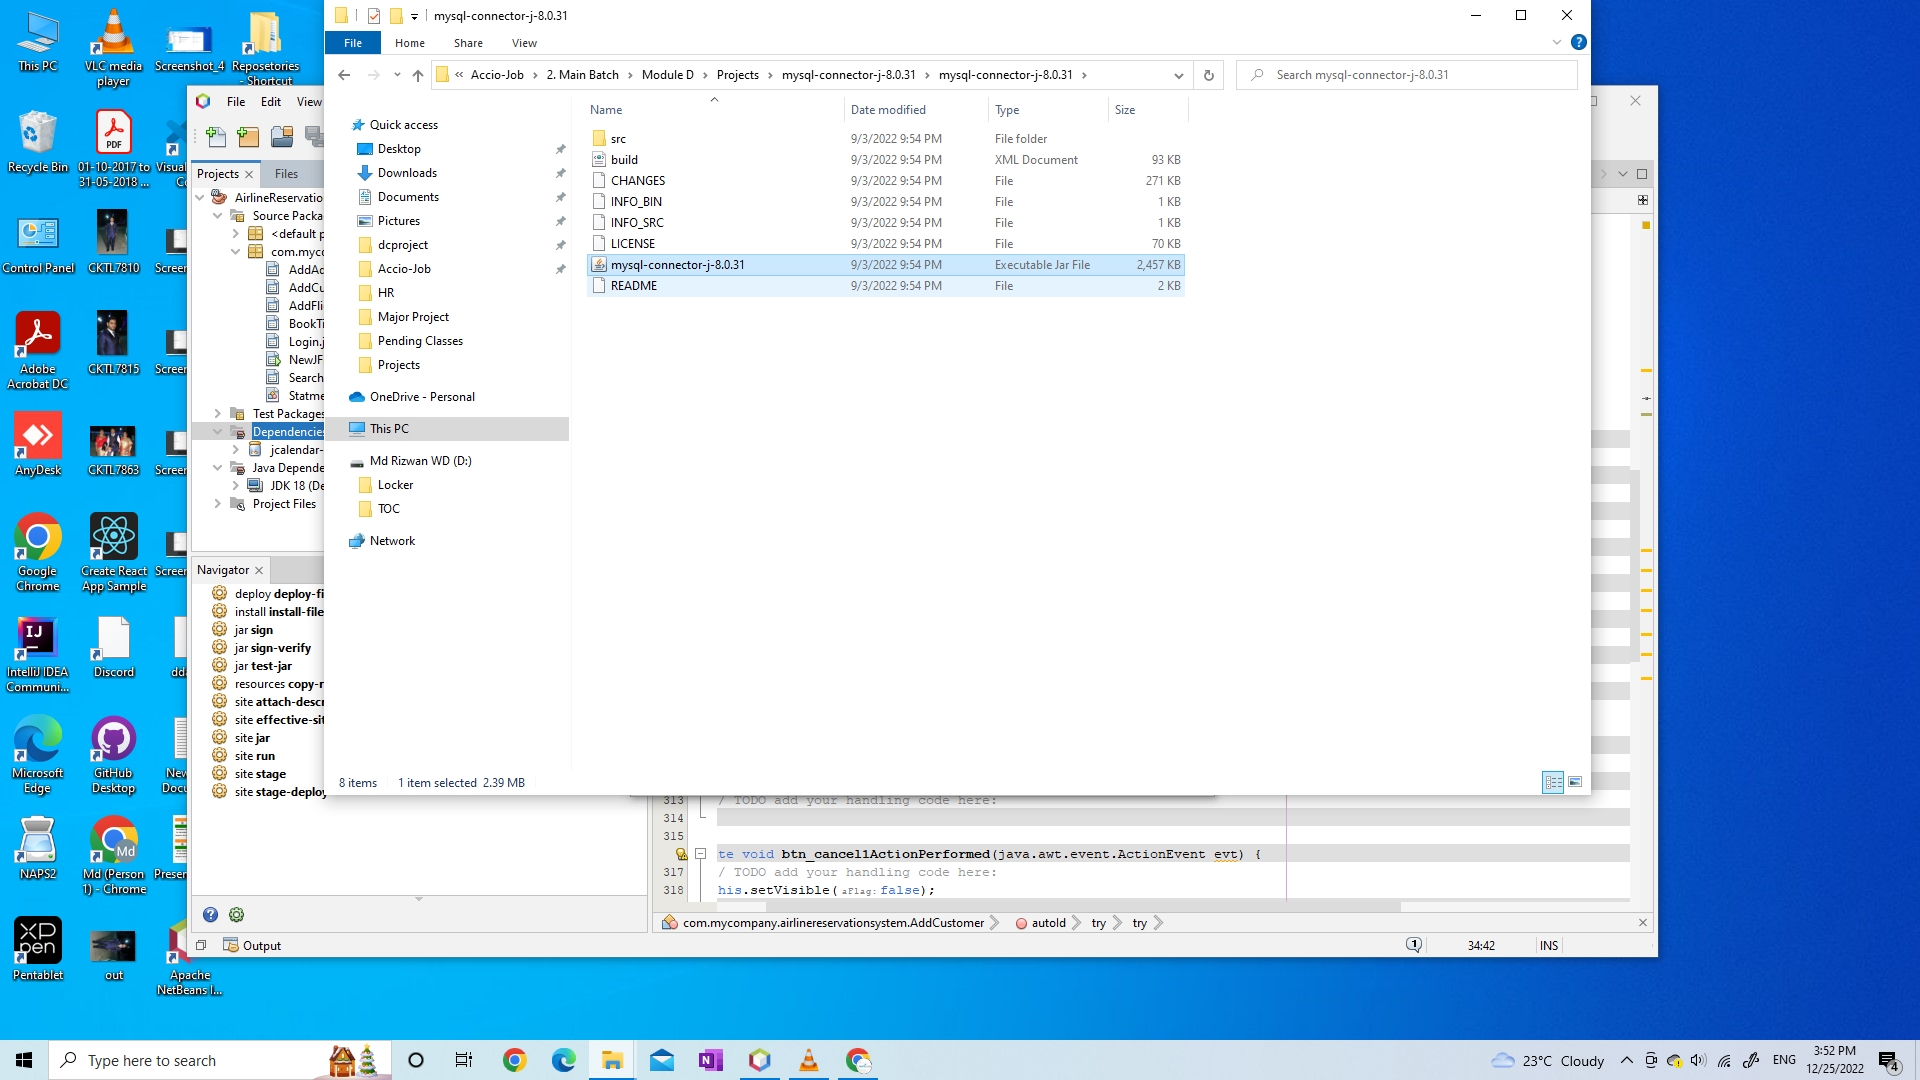 mysql-connector-j-8.0.31
File Home Share View
« Accio-Job › 2. Main Batch › Module D › Projects › mysql-connector-j-8.0.31 › mysql-connector-j-8.0.31 ›
Search mysql-connector-j-8.0.31
Name Date modified Type Size
src 9/3/2022 9:54 PM File folder
build 9/3/2022 9:54 PM XML Document 93 KB
CHANGES 9/3/2022 9:54 PM File 271 KB
INFO_BIN 9/3/2022 9:54 PM File 1 KB
INFO_SRC 9/3/2022 9:54 PM File 1 KB
LICENSE 9/3/2022 9:54 PM File 70 KB
mysql-connector-j-8.0.31 9/3/2022 9:54 PM Executable Jar File 2,457 KB
README 9/3/2022 9:54 PM File 2 KB
Quick access
Desktop
Downloads
Documents
Pictures
dcproject
Accio-Job
HR
Major Project
Pending Classes
Projects
OneDrive - Personal
This PC
Md Rizwan WD (D:)
Locker
TOC
Network
8 items 1 item selected 2.39 MB
This PC
VLC media
player
Screenshot_4
Reposetories
- Shortcut
Recycle Bin
PDF
01-10-2017 to
31-05-2018 ...
Visual
Co
Control Panel
CKTL7810
Screen
Adobe
Acrobat DC
CKTL7815
Screen
AnyDesk
CKTL7863
Screen
Google
Chrome
Create React
App Sample
Screen
IJ
IntelliJ IDEA
Communi...
Discord
dd
Microsoft
Edge
GitHub
Desktop
New
Docu
NAPS2
Md
Md (Person
1) - Chrome
Presen
XP
pen
Pentablet
out
Apache
NetBeans I...
File Edit View
Projects Files
AirlineReservatio
Source Packa
<default p
com.myco
AddAd
AddCu
AddFli
BookTi
Login.j
NewJF
Search
Statme
Test Packages
Dependencies
jcalendar-
Java Depende
JDK 18 (De
Project Files
Navigator
deploy deploy-fi
install install-file
jar sign
jar sign-verify
jar test-jar
resources copy-r
site attach-descr
site effective-sit
site jar
site run
site stage
site stage-deploy
Output
313 / TODO add your handling code here:
314
315
te void btn_cancel1ActionPerformed(java.awt.event.ActionEvent evt) {
317 / TODO add your handling code here:
318 his.setVisible(aFlag: false);
com.mycompany.airlinereservationsystem.AddCustomer autoId try try
1 34:42 INS
Type here to search
23°C Cloudy
ENG
3:52 PM
12/25/2022
4